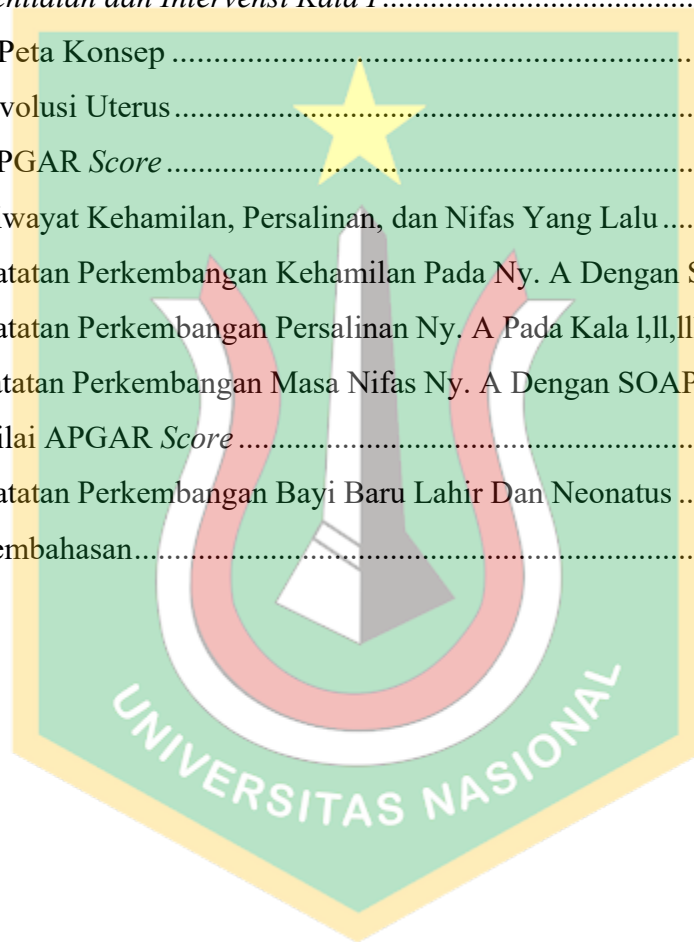 enilaian dan Intervensi Kala I ..........................................
Peta Konsep ..................................................................
volusi Uterus .................................................................
PGAR Score ..................................................................
iwayat Kehamilan, Persalinan, dan Nifas Yang Lalu ....
atatan Perkembangan Kehamilan Pada Ny. A Dengan S
atatan Perkembangan Persalinan Ny. A Pada Kala l,ll,ll
atatan Perkembangan Masa Nifas Ny. A Dengan SOAP
ilai APGAR Score .........................................................
atatan Perkembangan Bayi Baru Lahir Dan Neonatus ..
embahasan ......................................................................
UNIVERSITAS NASIONAL